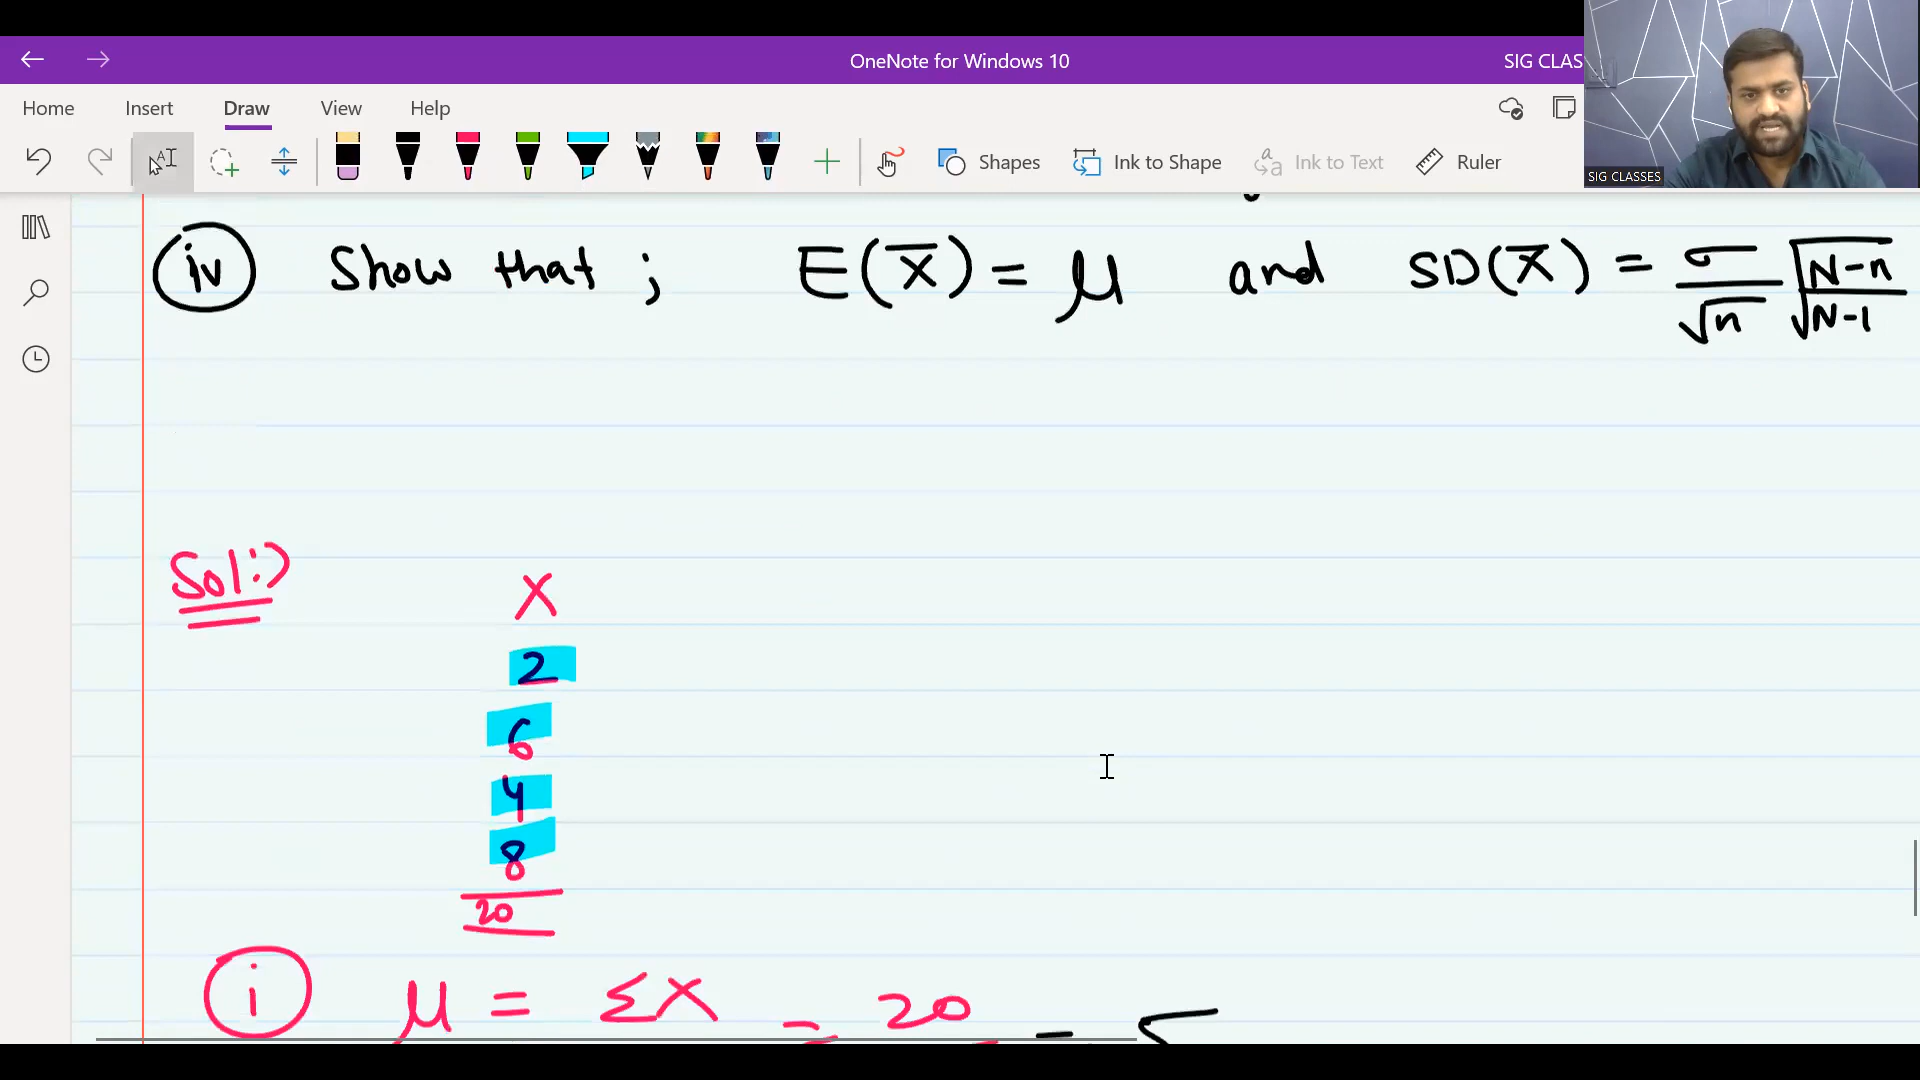 OneNote for Windows 10
SIG CLAS
Home Insert Draw View Help
Shapes Ink to Shape Ink to Text Ruler
SIG CLASSES
iv Show that ; E(X̅) = μ and SD(X̅) = σ/√n √(N-n)/√(N-1)
Sol:)
X
2
6
4
8
20
i μ = ΣX = 20 = 5